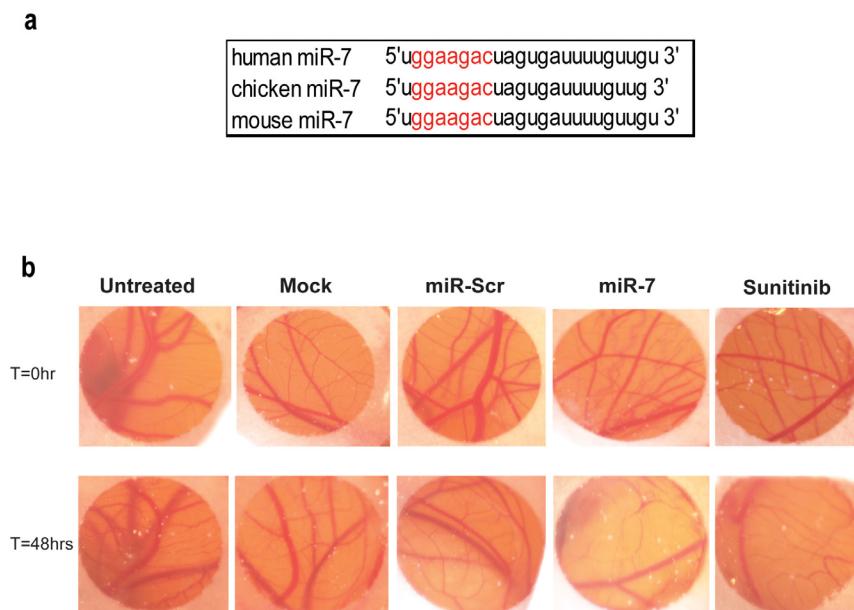 a
human miR-7 5'uggaagacuagugauuuuguugu 3'
chicken miR-7 5'uggaagacuagugauuuuguug 3'
mouse miR-7 5'uggaagacuagugauuuuguugu 3'
b
Untreated Mock miR-Scr miR-7 Sunitinib
T=0hr
T=48hrs